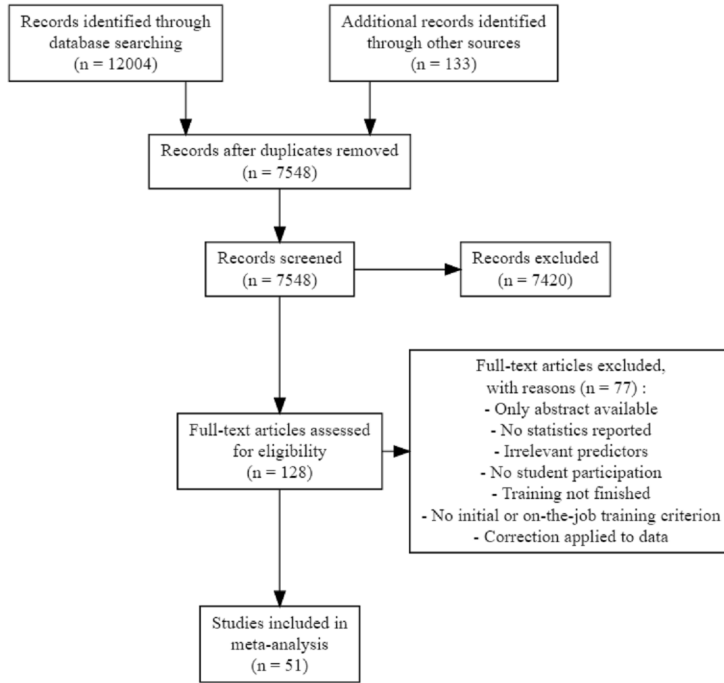 Records identified through
database searching
(n = 12004)
Additional records identified
through other sources
(n = 133)
Records after duplicates removed
(n = 7548)
Records screened
(n = 7548)
Records excluded
(n = 7420)
Full-text articles assessed
for eligibility
(n = 128)
Full-text articles excluded,
with reasons (n = 77) :
- Only abstract available
- No statistics reported
- Irrelevant predictors
- No student participation
- Training not finished
- No initial or on-the-job training criterion
- Correction applied to data
Studies included in
meta-analysis
(n = 51)